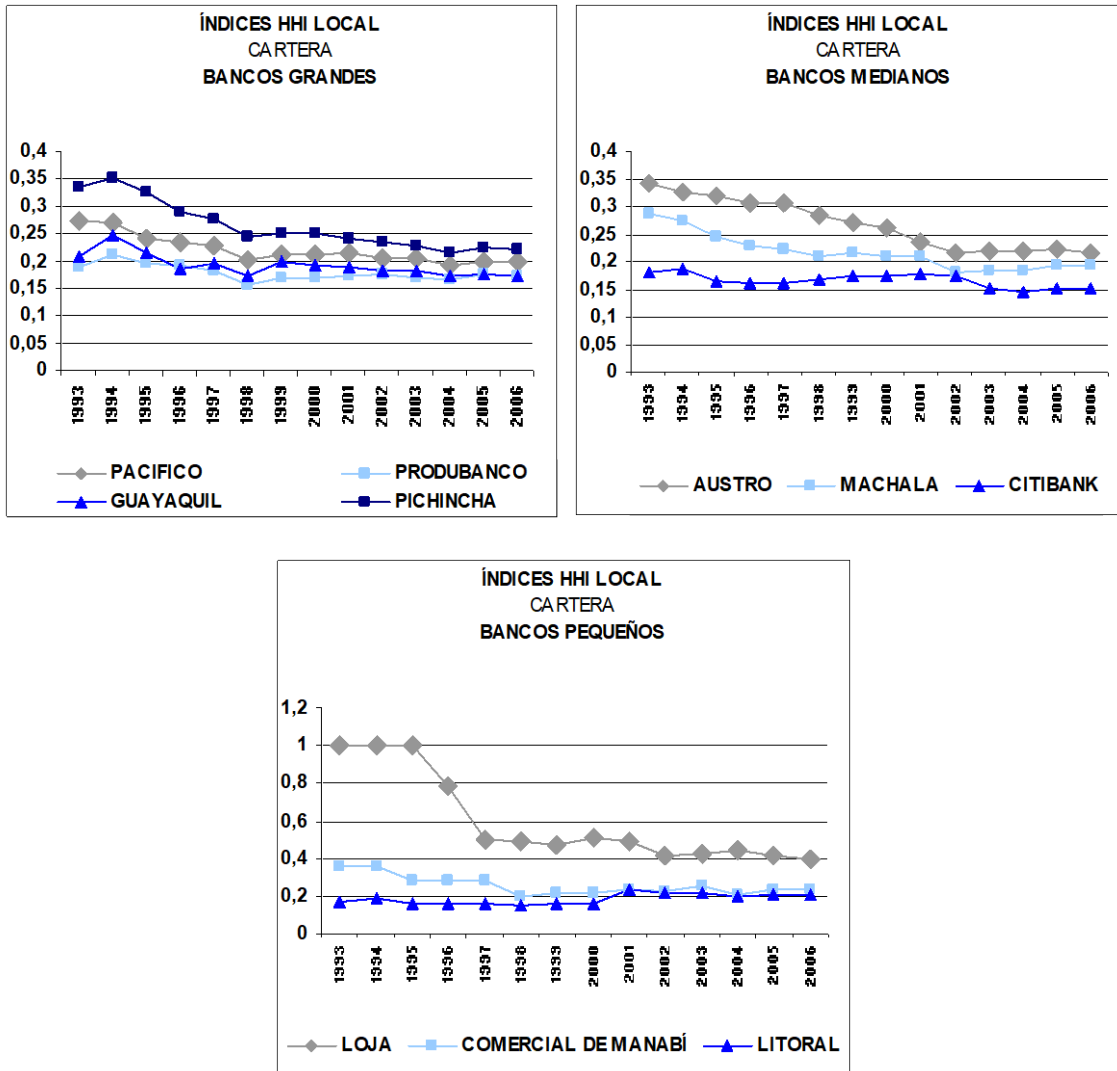 ÍNDICES HHI LOCAL
CARTERA
BANCOS GRANDES
0,4
0,35
0,3
0,25
0,2
0,15
0,1
0,05
0
1993 1994 1995 1996 1997 1998 1999 2000 2001 2002 2003 2004 2005 2006
PACIFICO PRODUBANCO
GUAYAQUIL PICHINCHA
ÍNDICES HHI LOCAL
CARTERA
BANCOS MEDIANOS
0,4
0,35
0,3
0,25
0,2
0,15
0,1
0,05
0
1993 1994 1995 1996 1997 1998 1999 2000 2001 2002 2003 2004 2005 2006
AUSTRO MACHALA CITIBANK
ÍNDICES HHI LOCAL
CARTERA
BANCOS PEQUEÑOS
1,2
1
0,8
0,6
0,4
0,2
0
1993 1994 1995 1996 1997 1998 1999 2000 2001 2002 2003 2004 2005 2006
LOJA COMERCIAL DE MANABÍ LITORAL